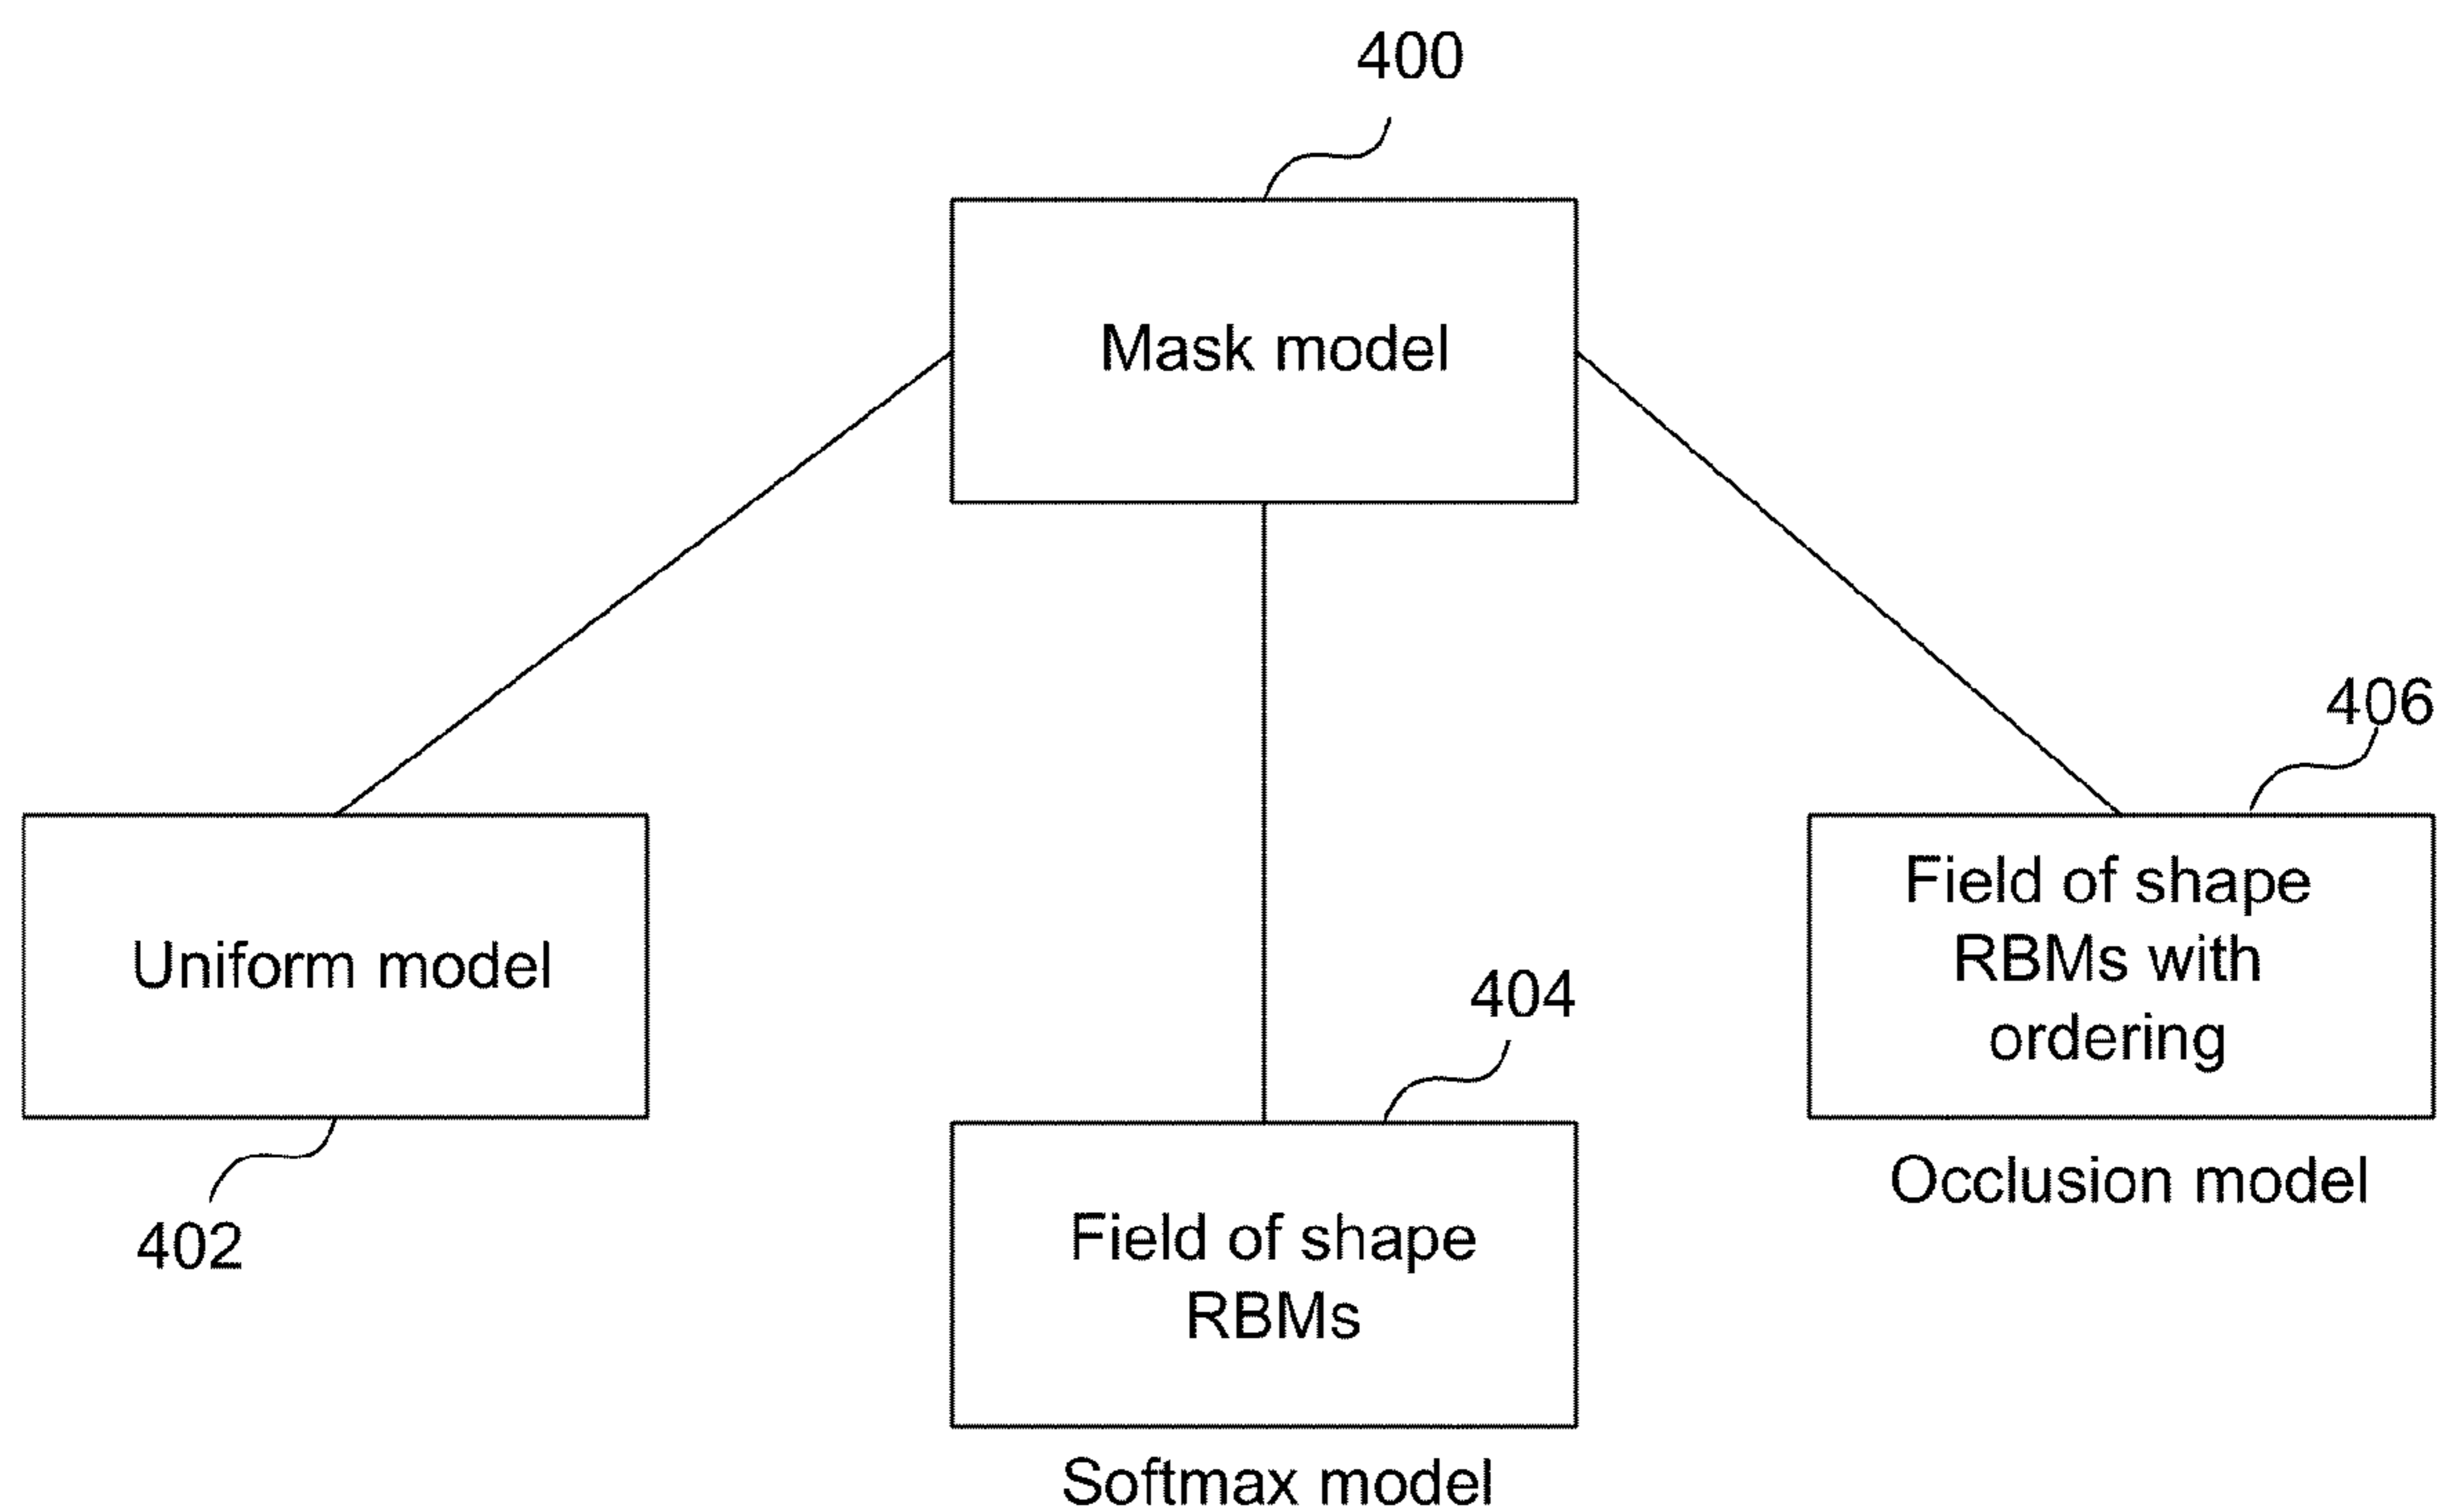 400
Mask model
406
Field of shape
RBMs with
ordering
Occlusion model
Uniform model
402
404
Field of shape
RBMs
Softmax model